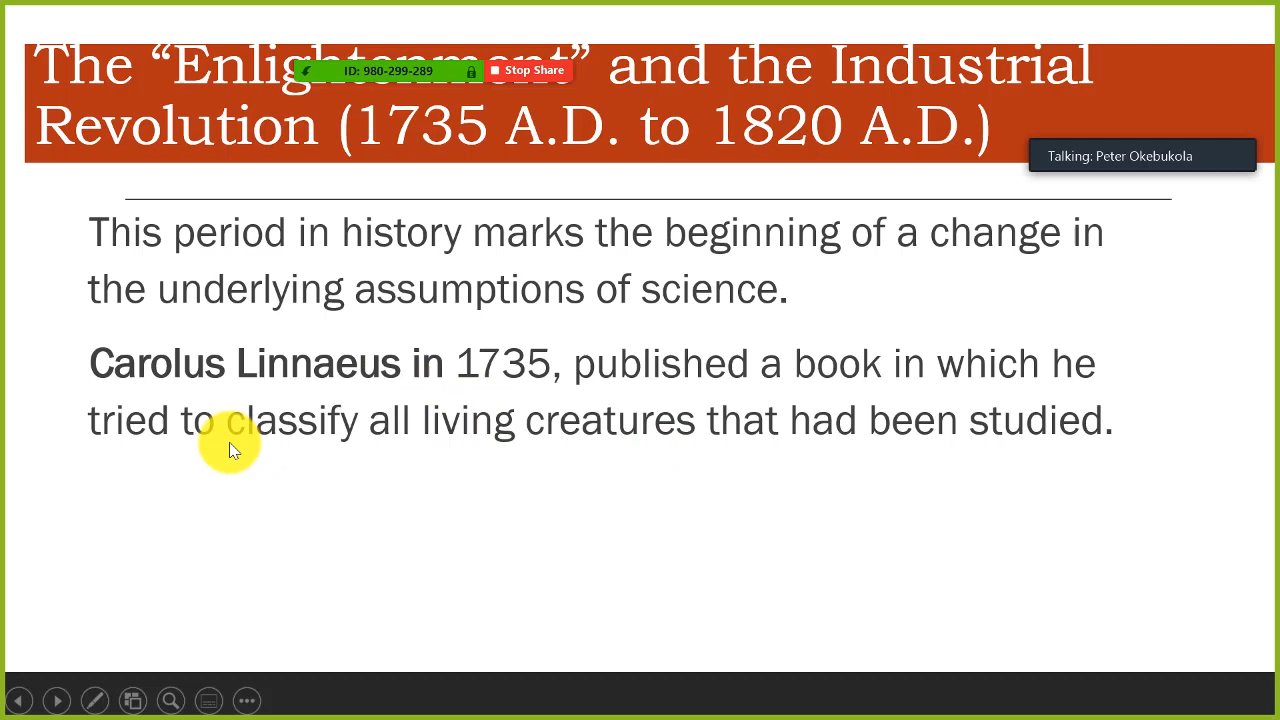 The “Enlightenment” and the Industrial
ID: 980-299-289
Stop Share
Revolution (1735 A.D. to 1820 A.D.)
Talking: Peter Okebukola
This period in history marks the beginning of a change in
the underlying assumptions of science.
Carolus Linnaeus in 1735, published a book in which he
tried to classify all living creatures that had been studied.